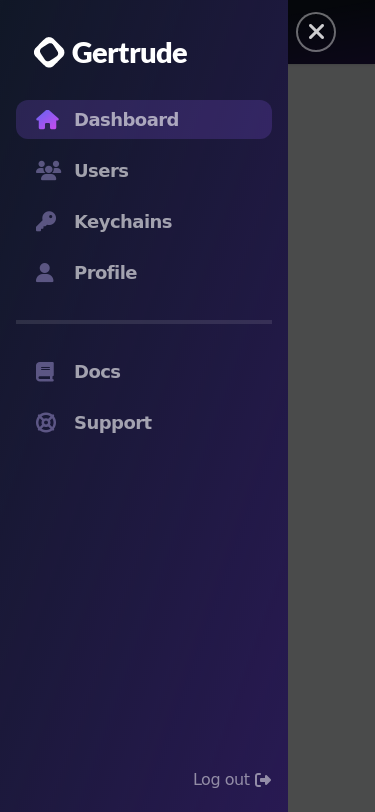 Gertrude
Dashboard
Users
Keychains
Profile
Docs
Support
Log out